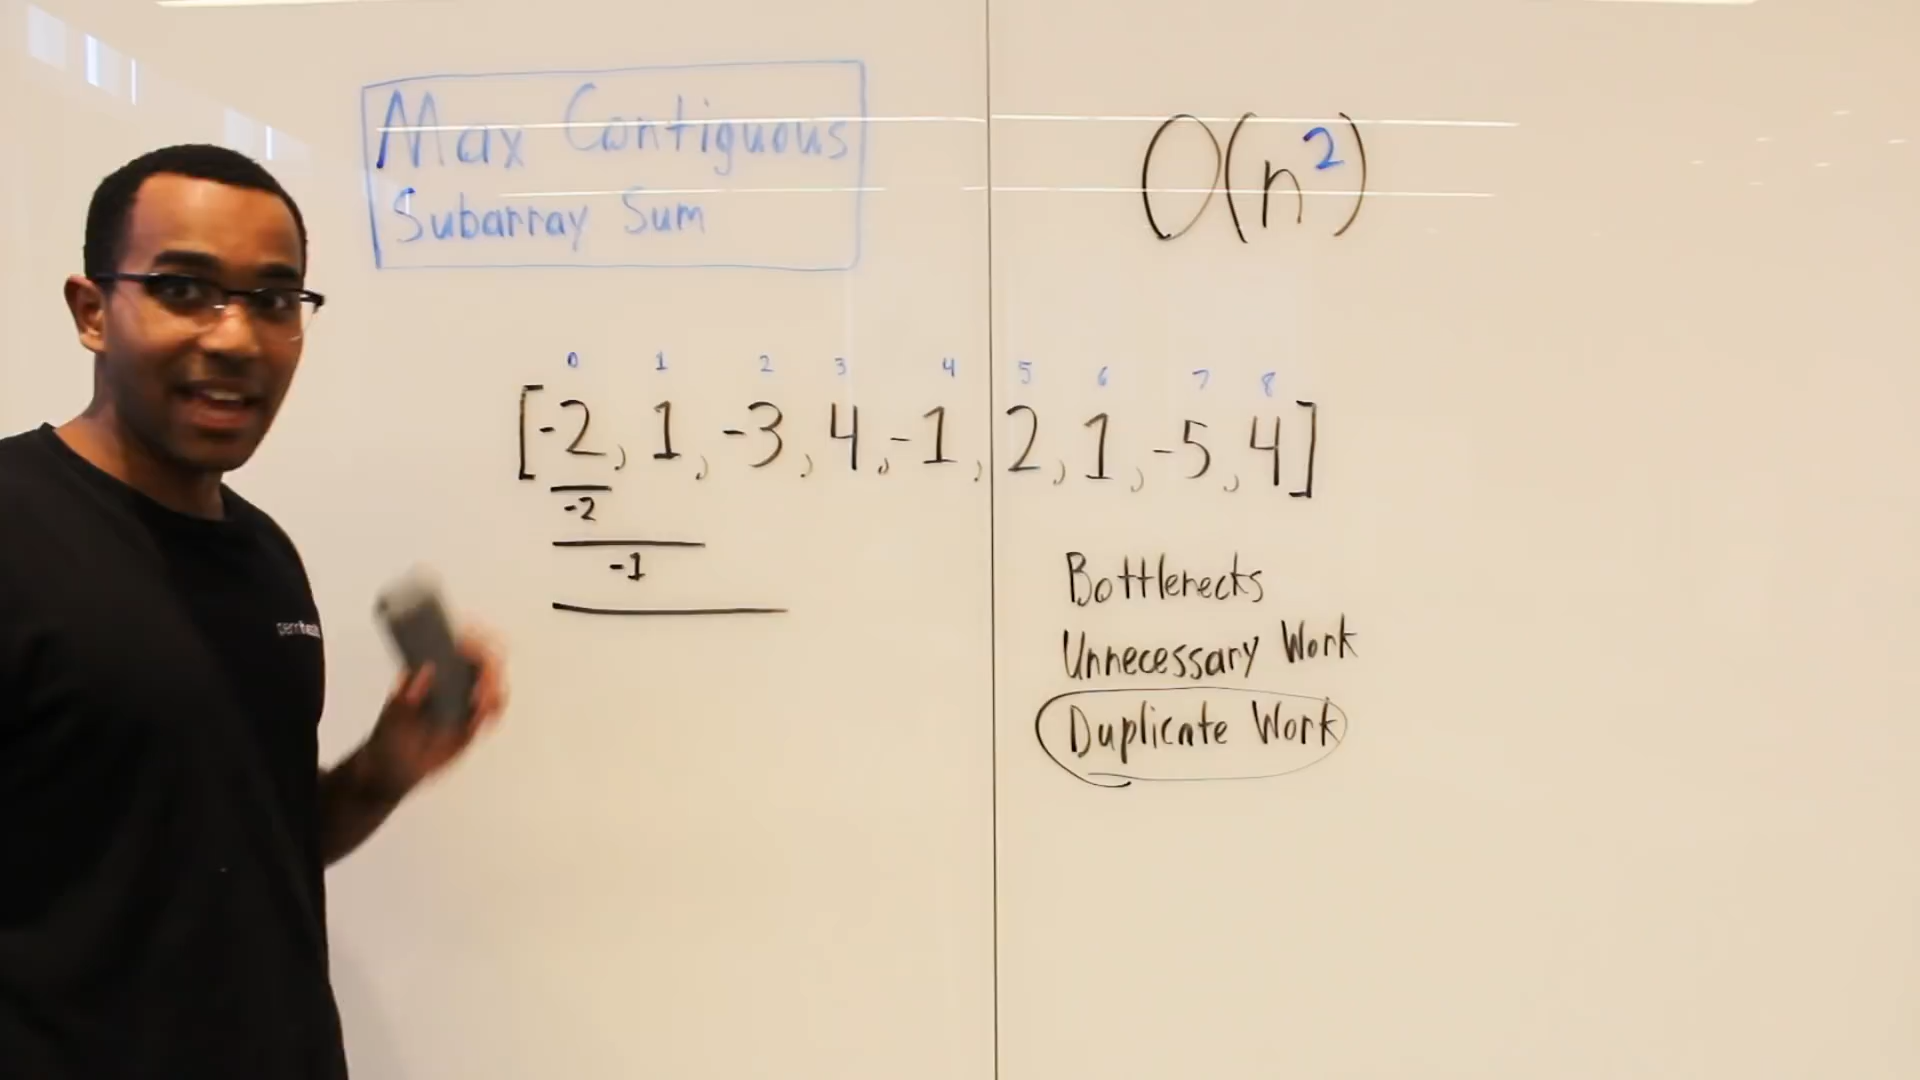 Max Contiguous
Subarray Sum
O(n²)
0 1 2 3 4 5 6 7 8
[-2, 1, -3, 4, -1, 2, 1, -5, 4]
-2
-1
Bottlenecks
Unnecessary Work
Duplicate Work